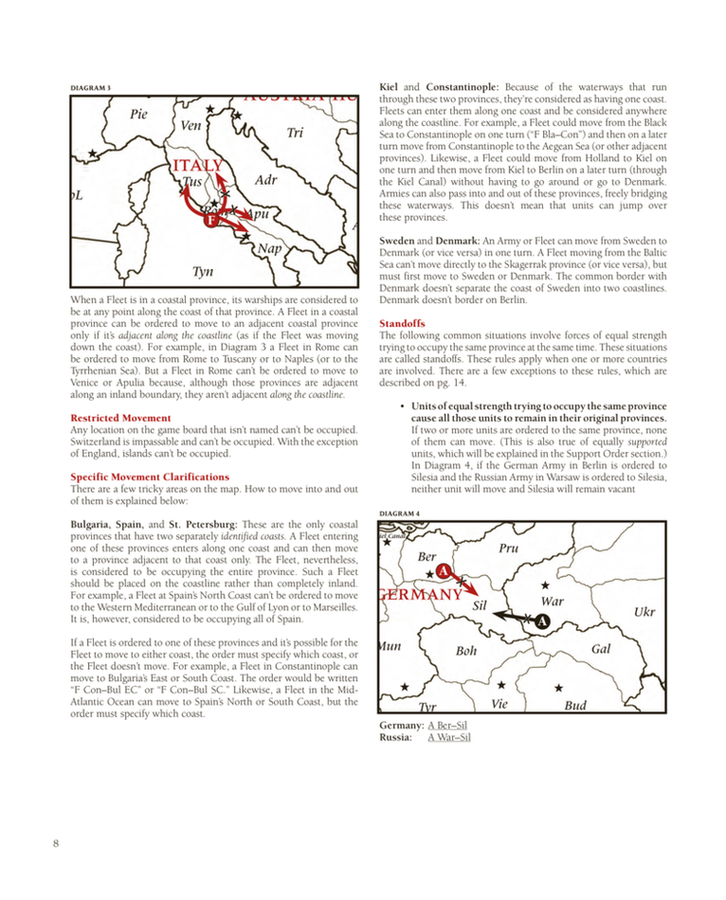 DIAGRAM 3
AUSTRIA-HU
Pie
Ven
Tri
ITALY
Tus
Adr
oL
Apu
F
Nap
Tyn
When a Fleet is in a coastal province, its warships are considered to
be at any point along the coast of that province. A Fleet in a coastal
province can be ordered to move to an adjacent coastal province
only if it's adjacent along the coastline (as if the Fleet was moving
down the coast). For example, in Diagram 3 a Fleet in Rome can
be ordered to move from Rome to Tuscany or to Naples (or to the
Tyrrhenian Sea). But a Fleet in Rome can't be ordered to move to
Venice or Apulia because, although those provinces are adjacent
along an inland boundary, they aren't adjacent along the coastline.
Restricted Movement
Any location on the game board that isn't named can't be occupied.
Switzerland is impassable and can't be occupied. With the exception
of England, islands can't be occupied.
Specific Movement Clarifications
There are a few tricky areas on the map. How to move into and out
of them is explained below:
Bulgaria, Spain, and St. Petersburg: These are the only coastal
provinces that have two separately identified coasts. A Fleet entering
one of these provinces enters along one coast and can then move
to a province adjacent to that coast only. The Fleet, nevertheless,
is considered to be occupying the entire province. Such a Fleet
should be placed on the coastline rather than completely inland.
For example, a Fleet at Spain's North Coast can't be ordered to move
to the Western Mediterranean or to the Gulf of Lyon or to Marseilles.
It is, however, considered to be occupying all of Spain.
If a Fleet is ordered to one of these provinces and it's possible for the
Fleet to move to either coast, the order must specify which coast, or
the Fleet doesn't move. For example, a Fleet in Constantinople can
move to Bulgaria's East or South Coast. The order would be written
"F Con–Bul EC" or "F Con–Bul SC." Likewise, a Fleet in the Mid-
Atlantic Ocean can move to Spain's North or South Coast, but the
order must specify which coast.
Kiel and Constantinople: Because of the waterways that run
through these two provinces, they're considered as having one coast.
Fleets can enter them along one coast and be considered anywhere
along the coastline. For example, a Fleet could move from the Black
Sea to Constantinople on one turn ("F Bla–Con") and then on a later
turn move from Constantinople to the Aegean Sea (or other adjacent
provinces). Likewise, a Fleet could move from Holland to Kiel on
one turn and then move from Kiel to Berlin on a later turn (through
the Kiel Canal) without having to go around or go to Denmark.
Armies can also pass into and out of these provinces, freely bridging
these waterways. This doesn't mean that units can jump over
these provinces.
Sweden and Denmark: An Army or Fleet can move from Sweden to
Denmark (or vice versa) in one turn. A Fleet moving from the Baltic
Sea can't move directly to the Skagerrak province (or vice versa), but
must first move to Sweden or Denmark. The common border with
Denmark doesn't separate the coast of Sweden into two coastlines.
Denmark doesn't border on Berlin.
Standoffs
The following common situations involve forces of equal strength
trying to occupy the same province at the same time. These situations
are called standoffs. These rules apply when one or more countries
are involved. There are a few exceptions to these rules, which are
described on pg. 14.
• Units of equal strength trying to occupy the same province
cause all those units to remain in their original provinces.
If two or more units are ordered to the same province, none
of them can move. (This is also true of equally supported
units, which will be explained in the Support Order section.)
In Diagram 4, if the German Army in Berlin is ordered to
Silesia and the Russian Army in Warsaw is ordered to Silesia,
neither unit will move and Silesia will remain vacant
DIAGRAM 4
iel Canal
Ber
Pru
A
GERMANY
Sil
War
A
Ukr
Mun
Boh
Gal
Tyr
Vie
Bud
Germany: A Ber–Sil
Russia: A War–Sil
8